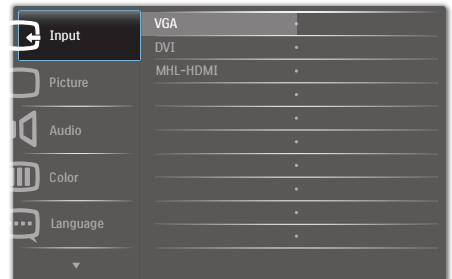 Input
Picture
Audio
Color
Language
VGA
DVI
MHL-HDMI